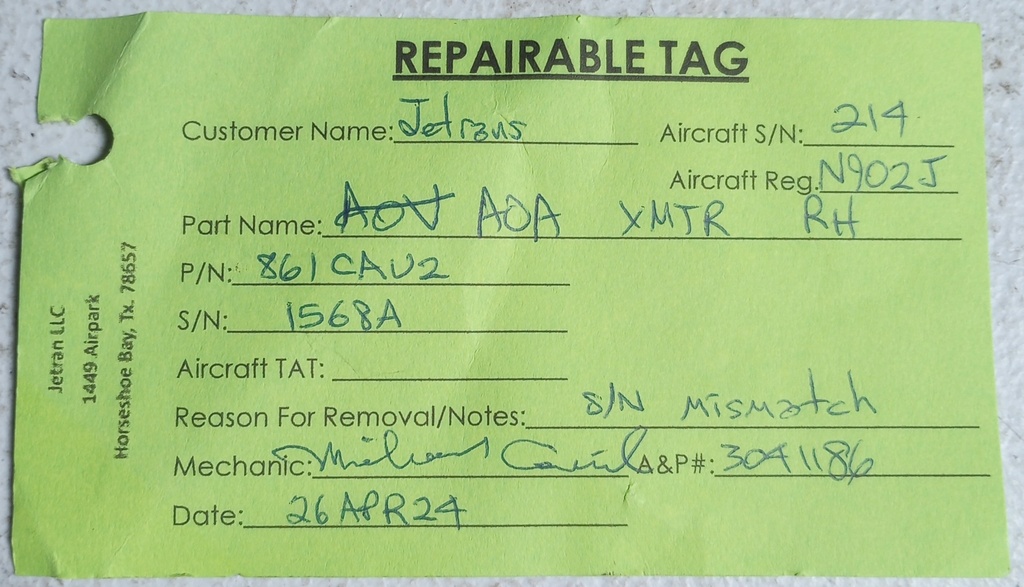 REPAIRABLE TAG
Customer Name: Jetrans Aircraft S/N: 214
Aircraft Reg. N902J
Part Name: AOV AOA XMTR RH
P/N: 861CAU2
S/N: 1568A
Aircraft TAT:
Reason For Removal/Notes: S/N Mismatch
Mechanic: Michael A&P#: 3041186
Date: 26APR24
Jetran LLC
1449 Airpark
Horseshoe Bay, Tx. 78657